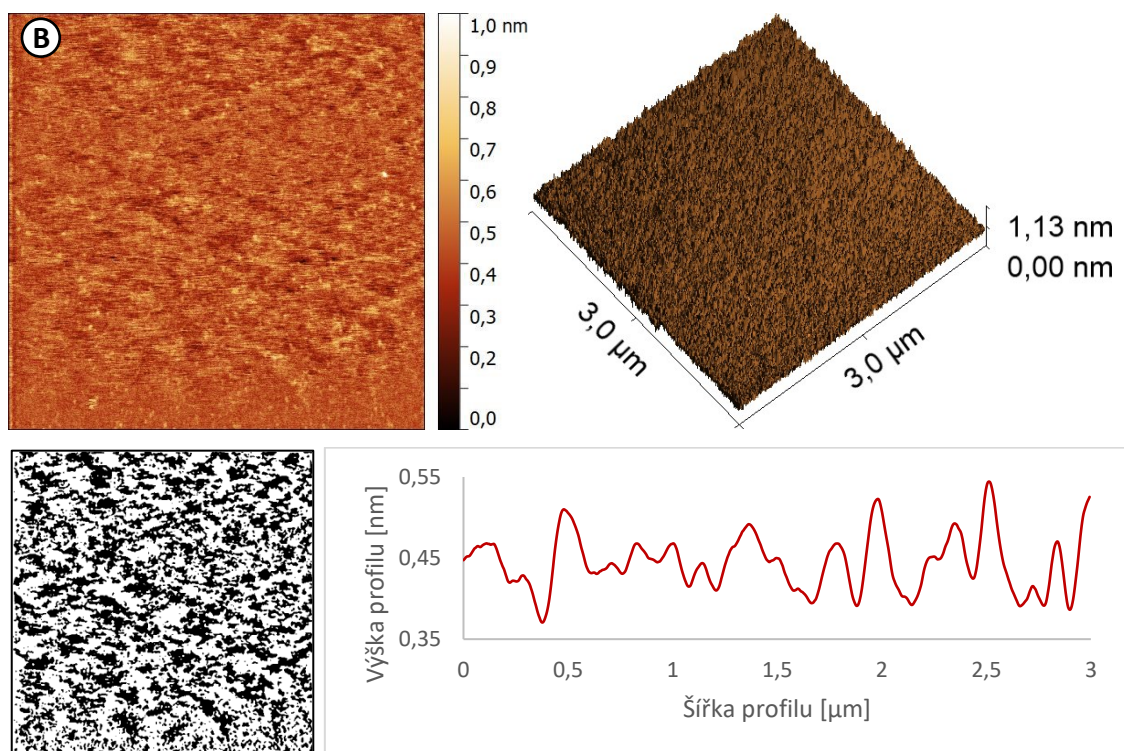 B
1,0 nm
0,9
0,8
0,7
0,6
0,5
0,4
0,3
0,2
0,0
1,13 nm
0,00 nm
3,0 µm
3,0 µm
Výška profilu [nm]
0,55
0,45
0,35
0
0,5
1
1,5
2
2,5
3
Šířka profilu [µm]